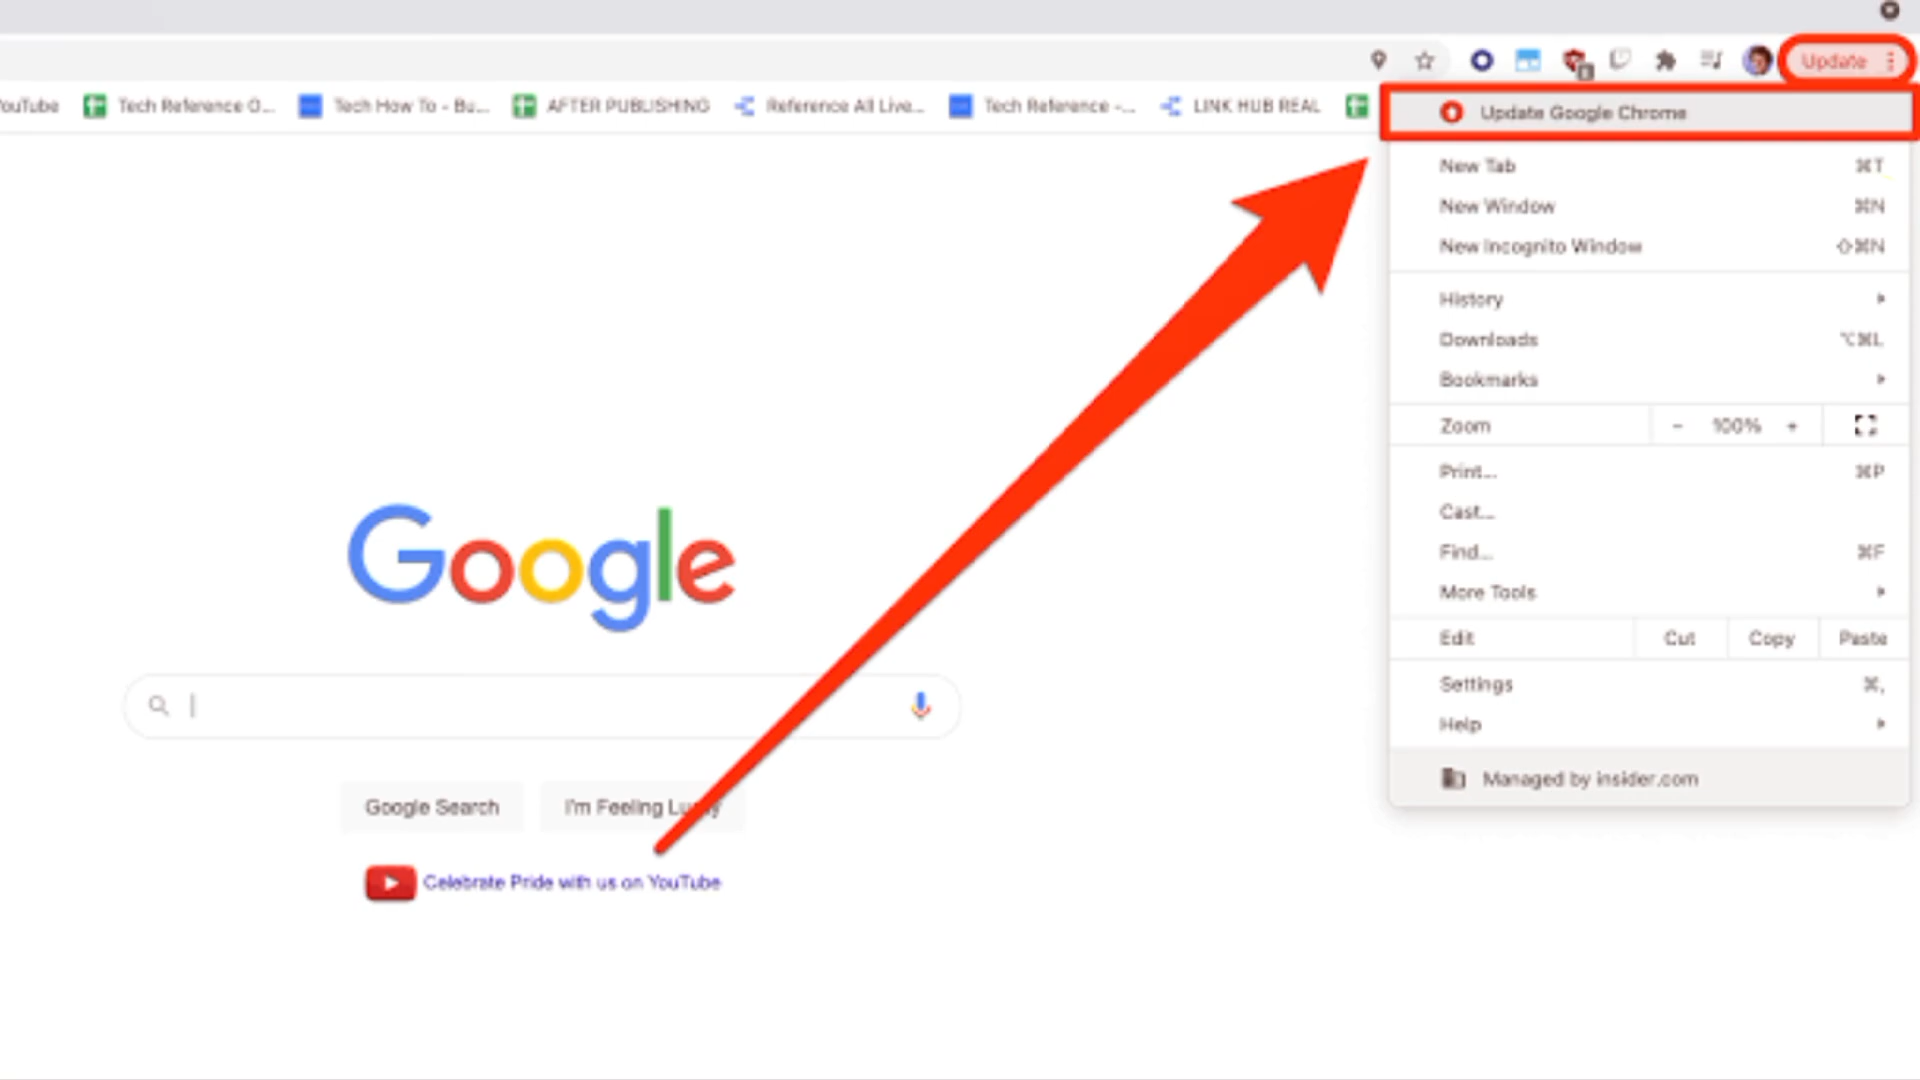 Update
YouTube Tech Reference O... Tech How To - Bu... AFTER PUBLISHING Reference All Live... Tech Reference -... LINK HUB REAL
Update Google Chrome
New Tab ⌘T
New Window ⌘N
New Incognito Window ⇧⌘N
History
Downloads ⌥⌘L
Bookmarks
Zoom - 100% +
Print... ⌘P
Cast...
Find... ⌘F
More Tools
Edit Cut Copy Paste
Settings ⌘,
Help
Managed by insider.com
Google
Google Search I'm Feeling Lucky
Celebrate Pride with us on YouTube